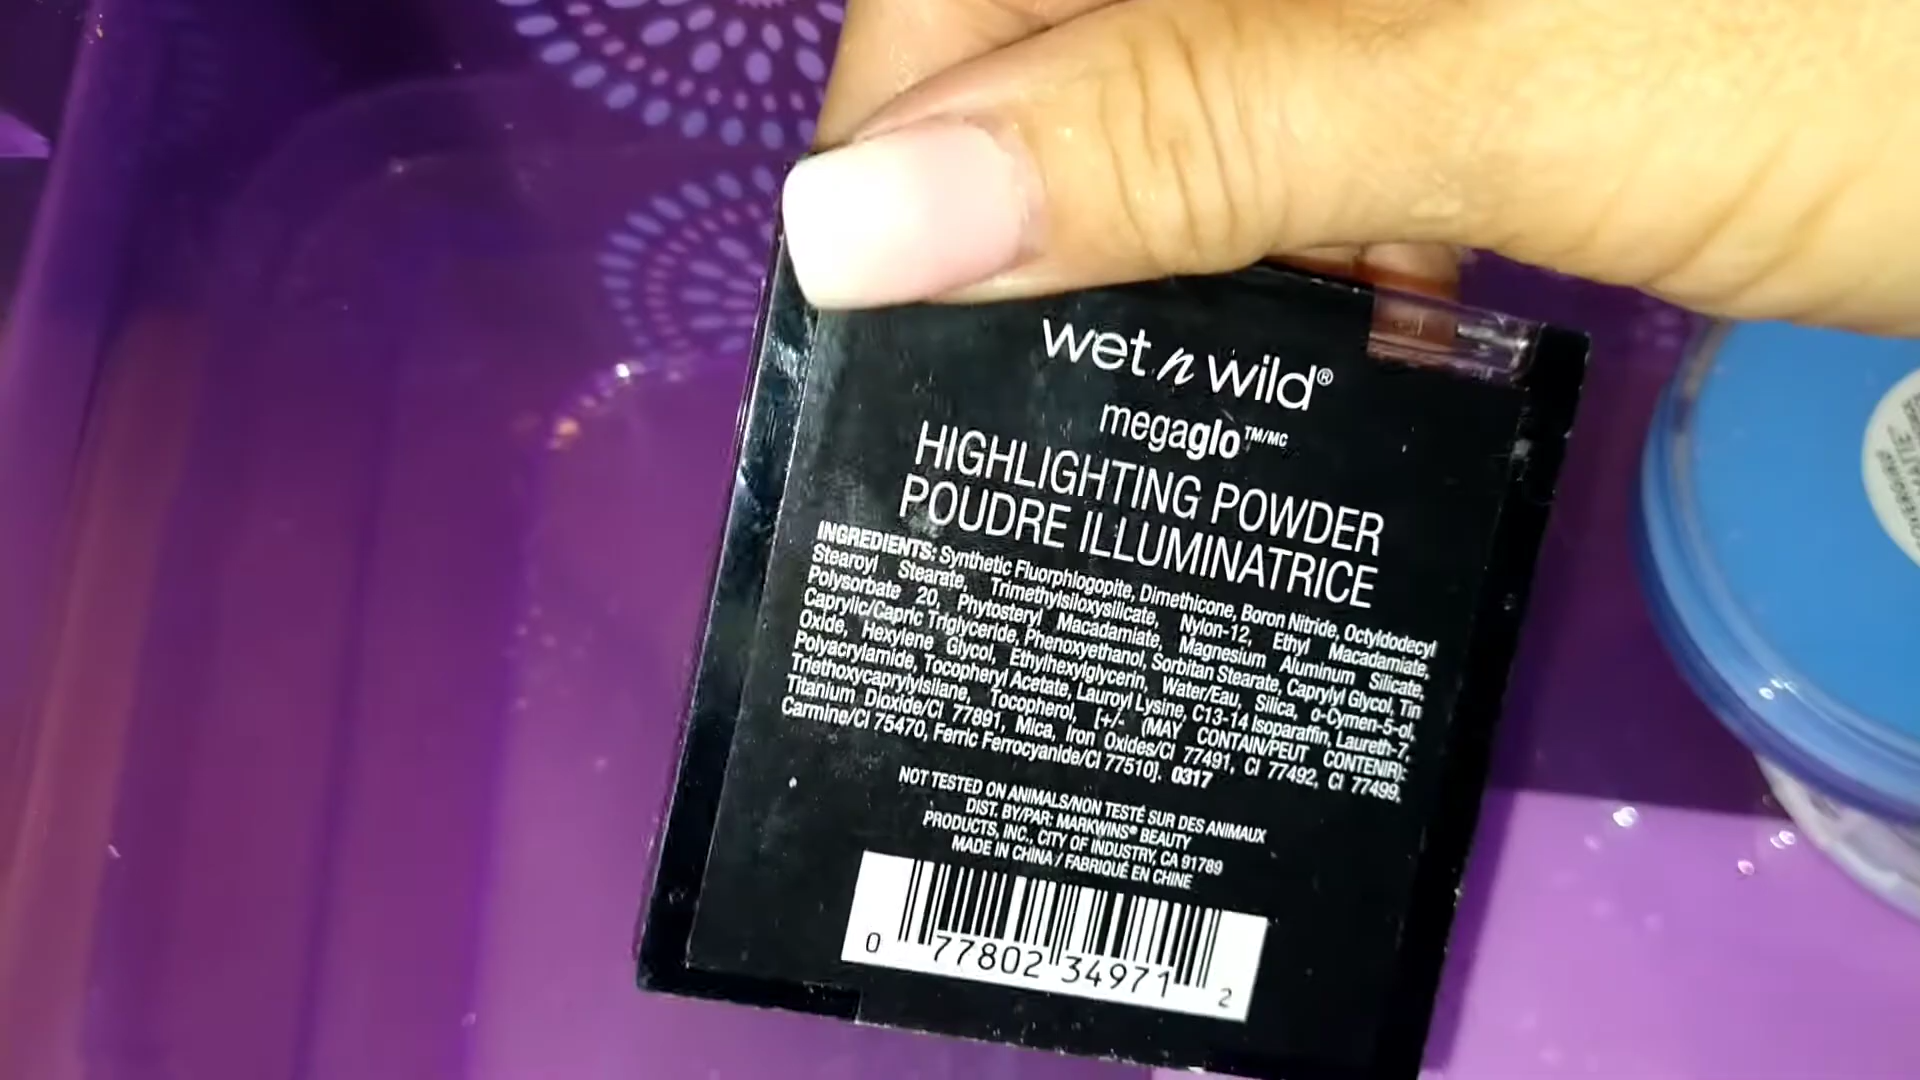 wet n wild®
megaglo™/MC
HIGHLIGHTING POWDER
POUDRE ILLUMINATRICE
INGREDIENTS: Synthetic Fluorphlogopite, Dimethicone, Boron Nitride, Octyldodecyl
Stearoyl Stearate, Trimethylsiloxysilicate, Nylon-12, Ethyl Macadamiate,
Polysorbate 20, Phytosteryl Macadamiate, Magnesium Aluminum Silicate,
Caprylic/Capric Triglyceride, Phenoxyethanol, Sorbitan Stearate, Caprylyl Glycol, Tin
Oxide, Hexylene Glycol, Ethylhexylglycerin, Water/Eau, Silica, o-Cymen-5-ol,
Polyacrylamide, Tocopheryl Acetate, Lauroyl Lysine, C13-14 Isoparaffin, Laureth-7,
Triethoxycaprylylsilane, Tocopherol, [+/- (MAY CONTAIN/PEUT CONTENIR):
Titanium Dioxide/CI 77891, Mica, Iron Oxides/CI 77491, CI 77492, CI 77499,
Carmine/CI 75470, Ferric Ferrocyanide/CI 77510]. 0317
NOT TESTED ON ANIMALS/NON TESTÉ SUR DES ANIMAUX
DIST. BY/PAR: MARKWINS® BEAUTY
PRODUCTS, INC., CITY OF INDUSTRY, CA 91789
MADE IN CHINA / FABRIQUÉ EN CHINE
0 77802 34971 2